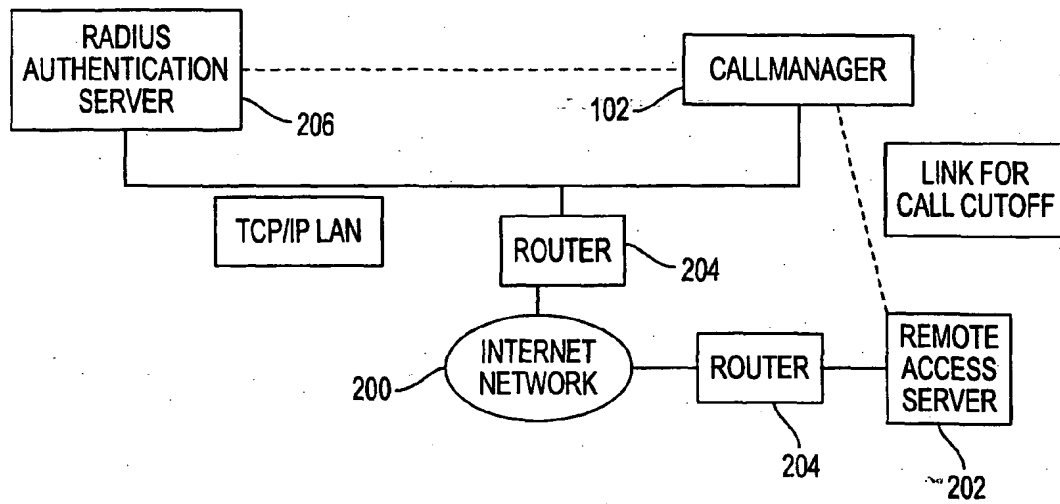 RADIUS
AUTHENTICATION
SERVER
206
CALLMANAGER
102
LINK FOR
CALL CUTOFF
TCP/IP LAN
ROUTER
204
INTERNET
NETWORK
200
ROUTER
204
REMOTE
ACCESS
SERVER
202